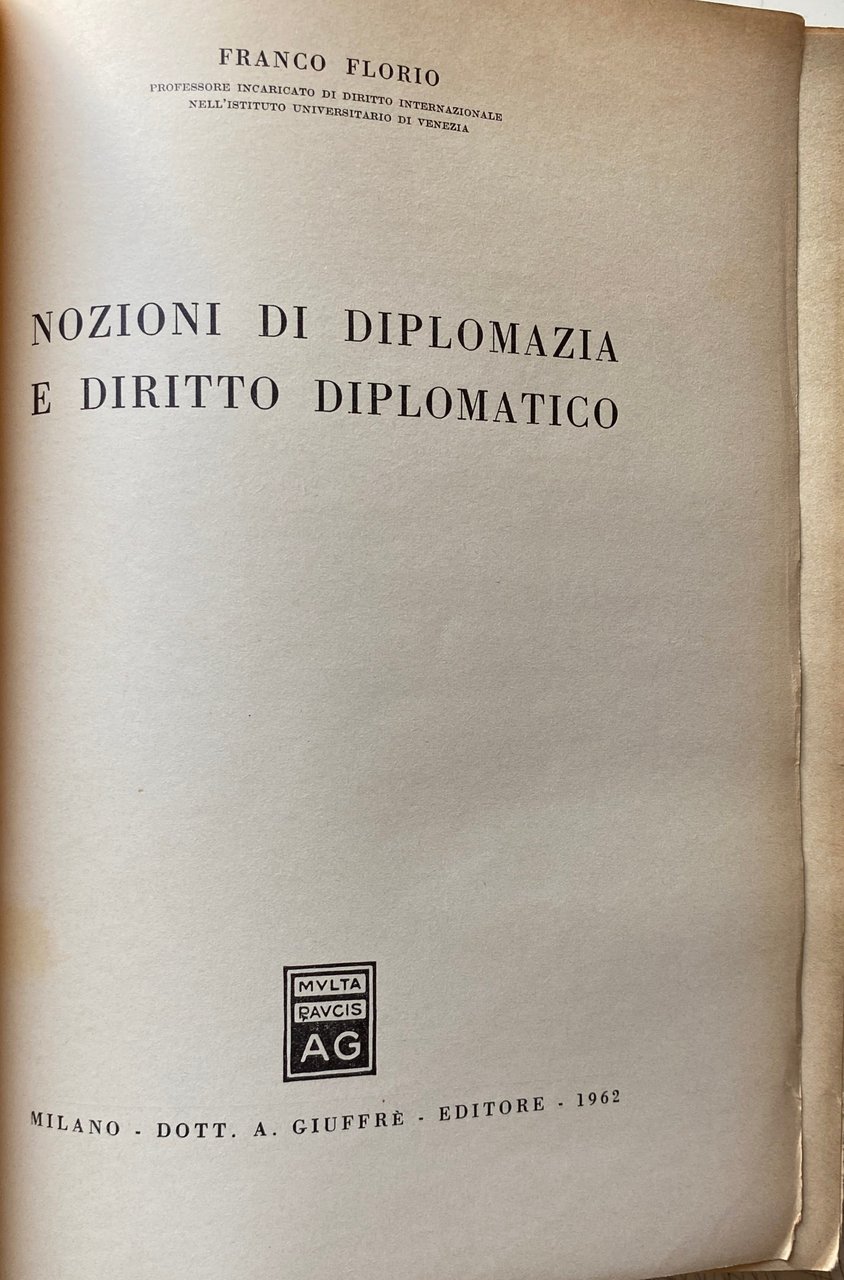 FRANCO FLORIO
PROFESSORE INCARICATO DI DIRITTO INTERNAZIONALE
NELL'ISTITUTO UNIVERSITARIO DI VENEZIA
NOZIONI DI DIPLOMAZIA
E DIRITTO DIPLOMATICO
MVLTA
PAVCIS
AG
MILANO - DOTT. A. GIUFFRÈ - EDITORE - 1962